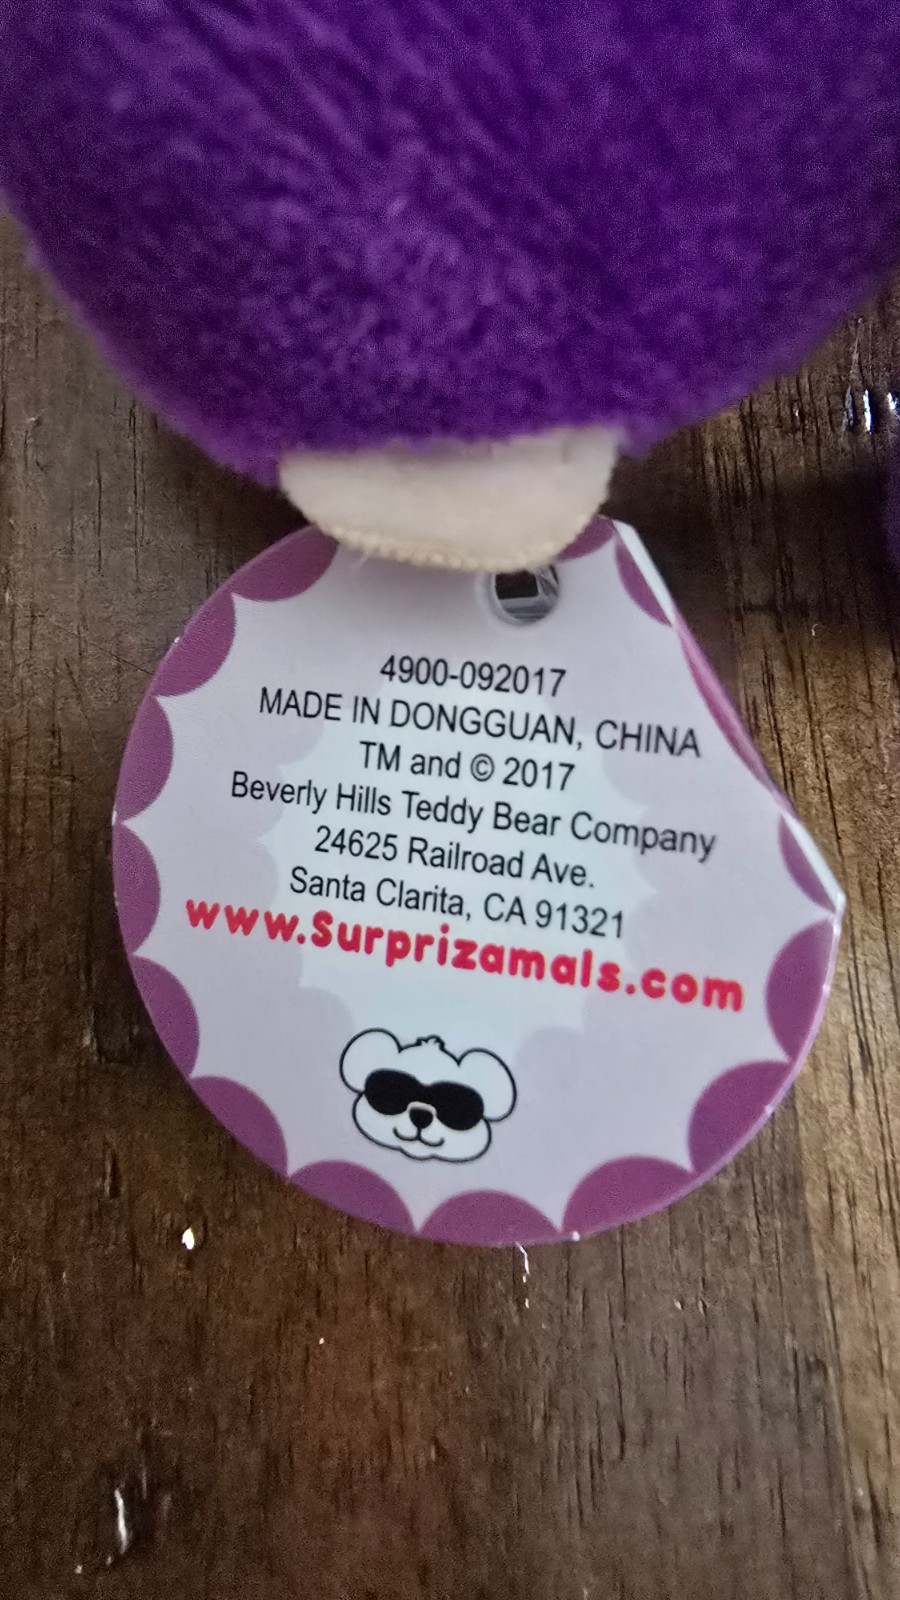 4900-092017
MADE IN DONGGUAN, CHINA
TM and © 2017
Beverly Hills Teddy Bear Company
24625 Railroad Ave.
Santa Clarita, CA 91321
www.Surprizamals.com